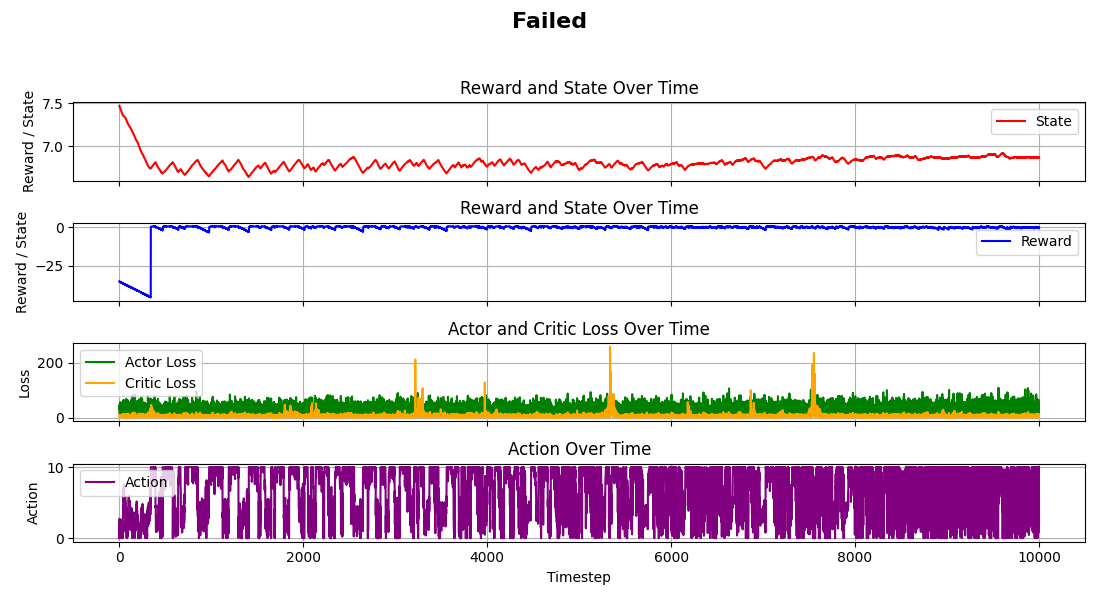 Failed
Reward and State Over Time
Reward / State
7.5
7.0
State
Reward and State Over Time
Reward / State
0
−25
Reward
Actor and Critic Loss Over Time
Loss
200
0
Actor Loss
Critic Loss
Action Over Time
Action
10
0
Action
0 2000 4000 6000 8000 10000
Timestep